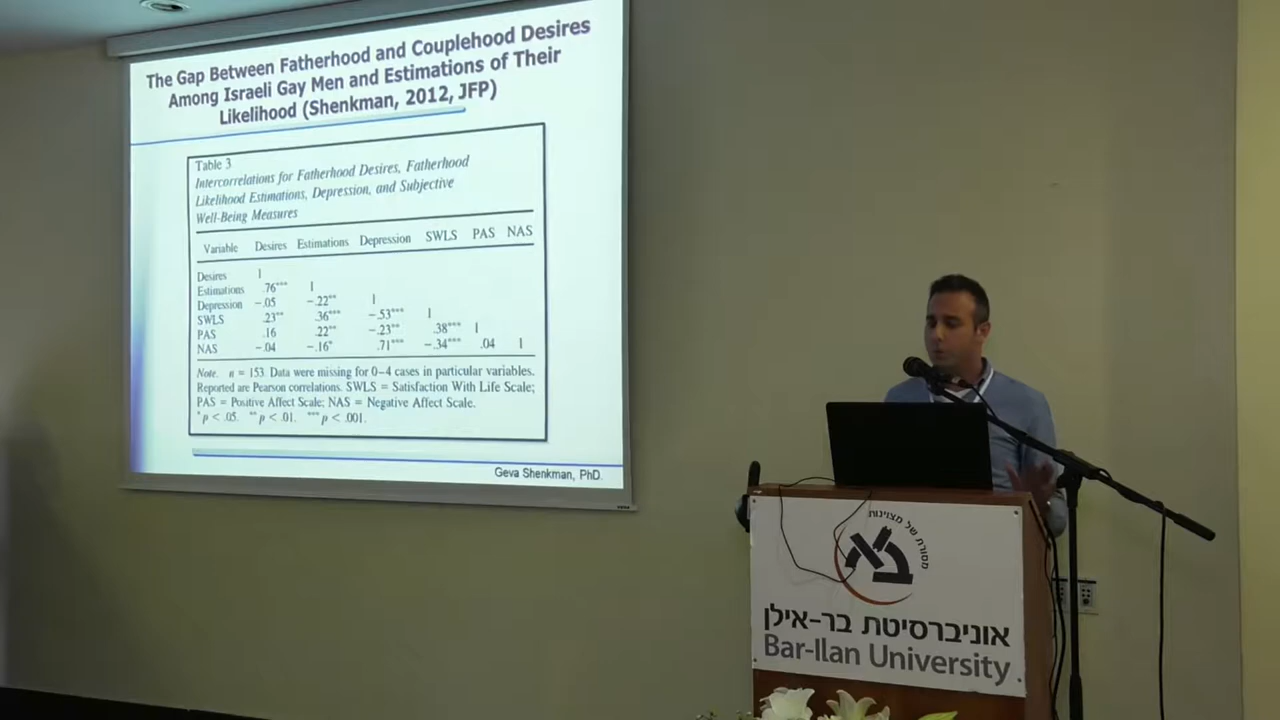 The Gap Between Fatherhood and Couplehood Desires
Among Israeli Gay Men and Estimations of Their
Likelihood (Shenkman, 2012, JFP)
Table 3
Intercorrelations for Fatherhood Desires, Fatherhood
Likelihood Estimations, Depression, and Subjective
Well-Being Measures
Variable Desires Estimations Depression SWLS PAS NAS
Desires 1
Estimations .76*** 1
Depression -.05 -.22** 1
SWLS .23** .36*** -.53*** 1
PAS .16 .22** -.23** .38*** 1
NAS -.04 -.16* .71*** -.34*** .04 1
Note. n = 153. Data were missing for 0-4 cases in particular variables.
Reported are Pearson correlations. SWLS = Satisfaction With Life Scale;
PAS = Positive Affect Scale; NAS = Negative Affect Scale.
*p < .05. **p < .01. ***p < .001.
Geva Shenkman, PhD.
מסורת של מצוינות
אוניברסיטת בר-אילן
Bar-Ilan University